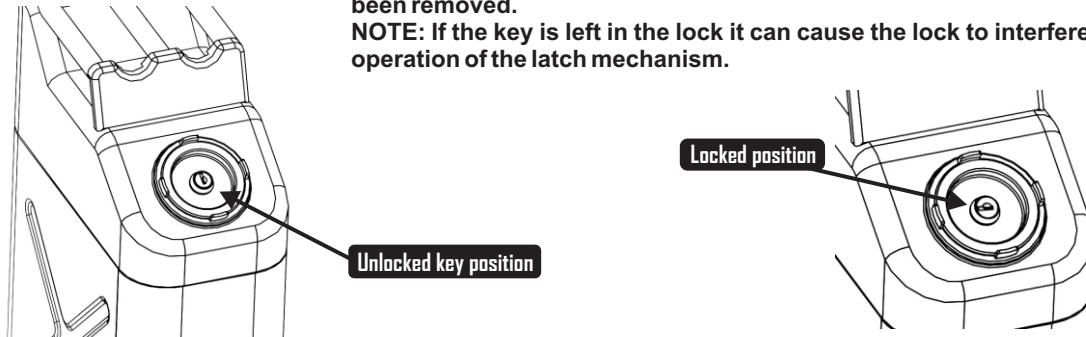 been removed.
NOTE: If the key is left in the lock it can cause the lock to interfere
operation of the latch mechanism.
Locked position
Unlocked key position